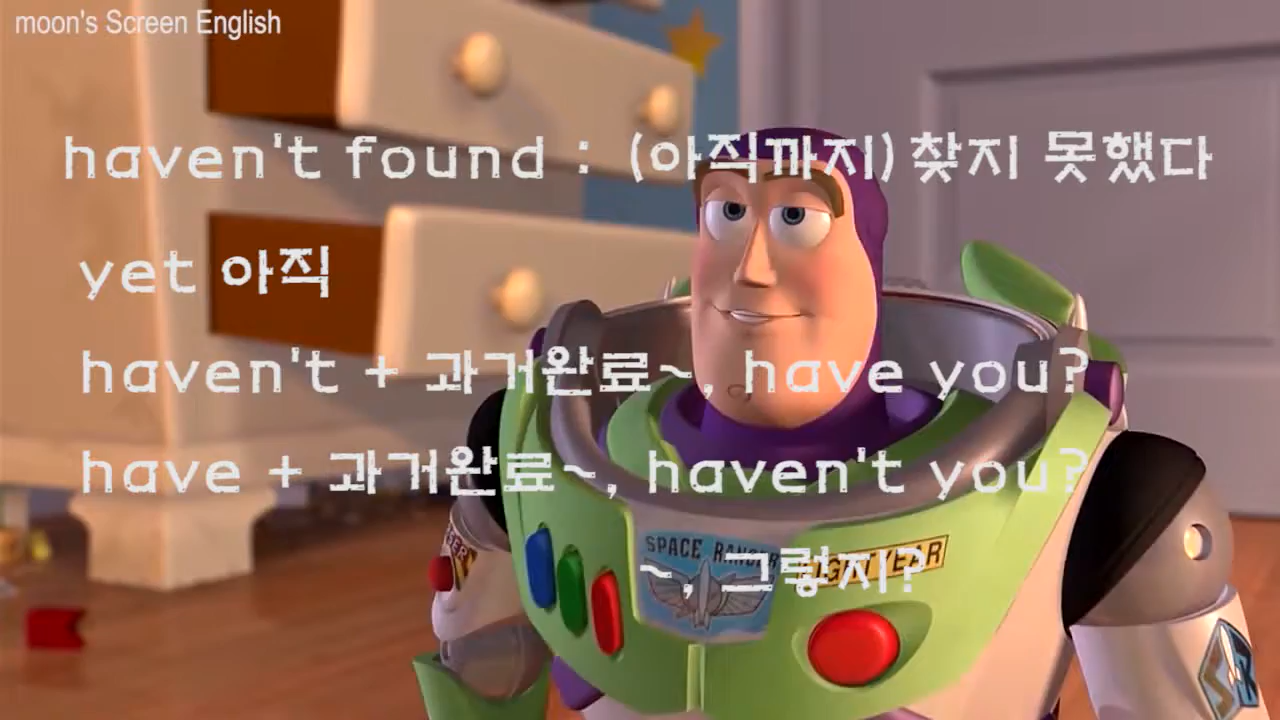 moon's Screen English
haven't found : (아직까지) 찾지 못했다
yet 아직
haven't + 과거완료~, have you?
have + 과거완료~, haven't you?
~, 그렇지?
SPACE RANGER
LIGHTYEAR